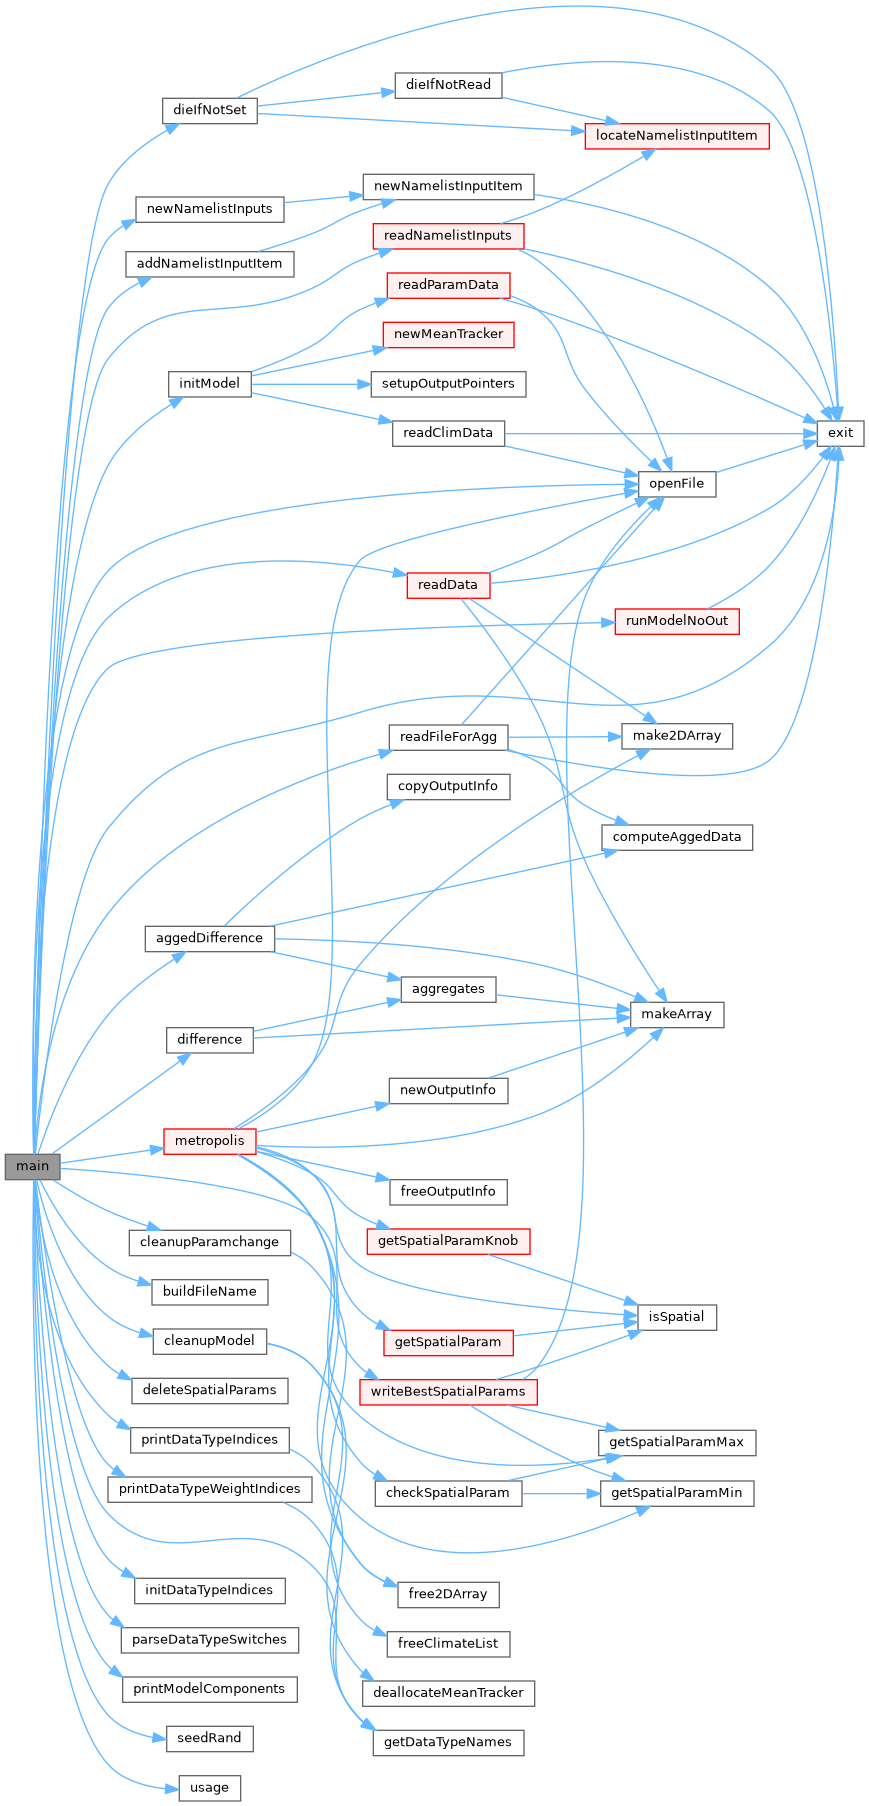 dieIfNotRead
dieIfNotSet
locateNamelistInputItem
newNamelistInputItem
newNamelistInputs
readNamelistInputs
addNamelistInputItem
readParamData
newMeanTracker
initModel
setupOutputPointers
readClimData
exit
openFile
readData
runModelNoOut
readFileForAgg
make2DArray
copyOutputInfo
computeAggedData
aggedDifference
aggregates
makeArray
difference
newOutputInfo
metropolis
main
freeOutputInfo
cleanupParamchange
getSpatialParamKnob
buildFileName
isSpatial
cleanupModel
getSpatialParam
deleteSpatialParams
writeBestSpatialParams
printDataTypeIndices
getSpatialParamMax
printDataTypeWeightIndices
checkSpatialParam
getSpatialParamMin
initDataTypeIndices
free2DArray
parseDataTypeSwitches
freeClimateList
printModelComponents
deallocateMeanTracker
seedRand
getDataTypeNames
usage